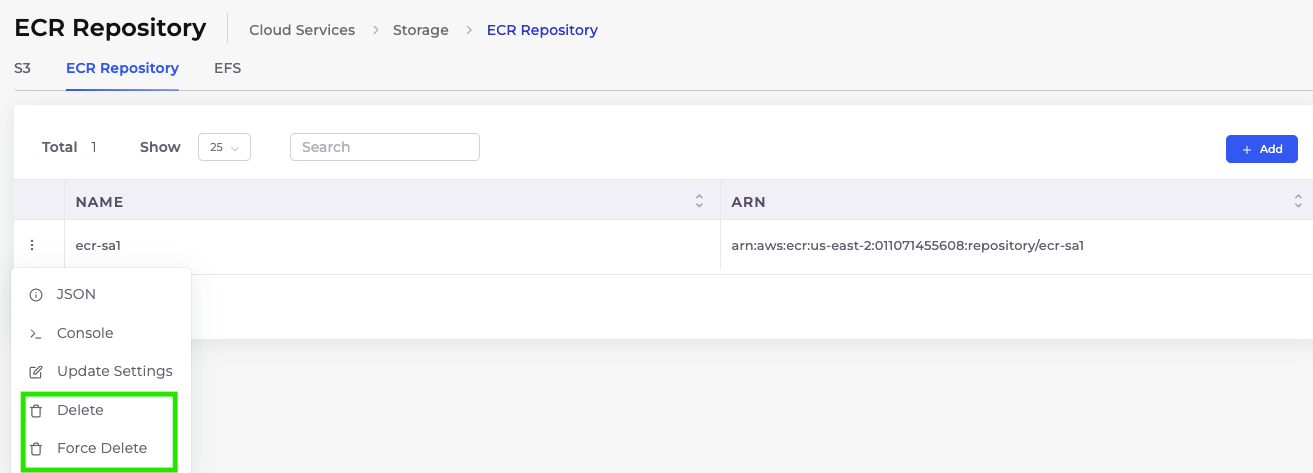 ECR Repository Cloud Services > Storage > ECR Repository
S3 ECR Repository EFS
Total 1 Show 25 Search + Add
NAME ARN
ecr-sa1 arn:aws:ecr:us-east-2:011071455608:repository/ecr-sa1
JSON
Console
Update Settings
Delete
Force Delete